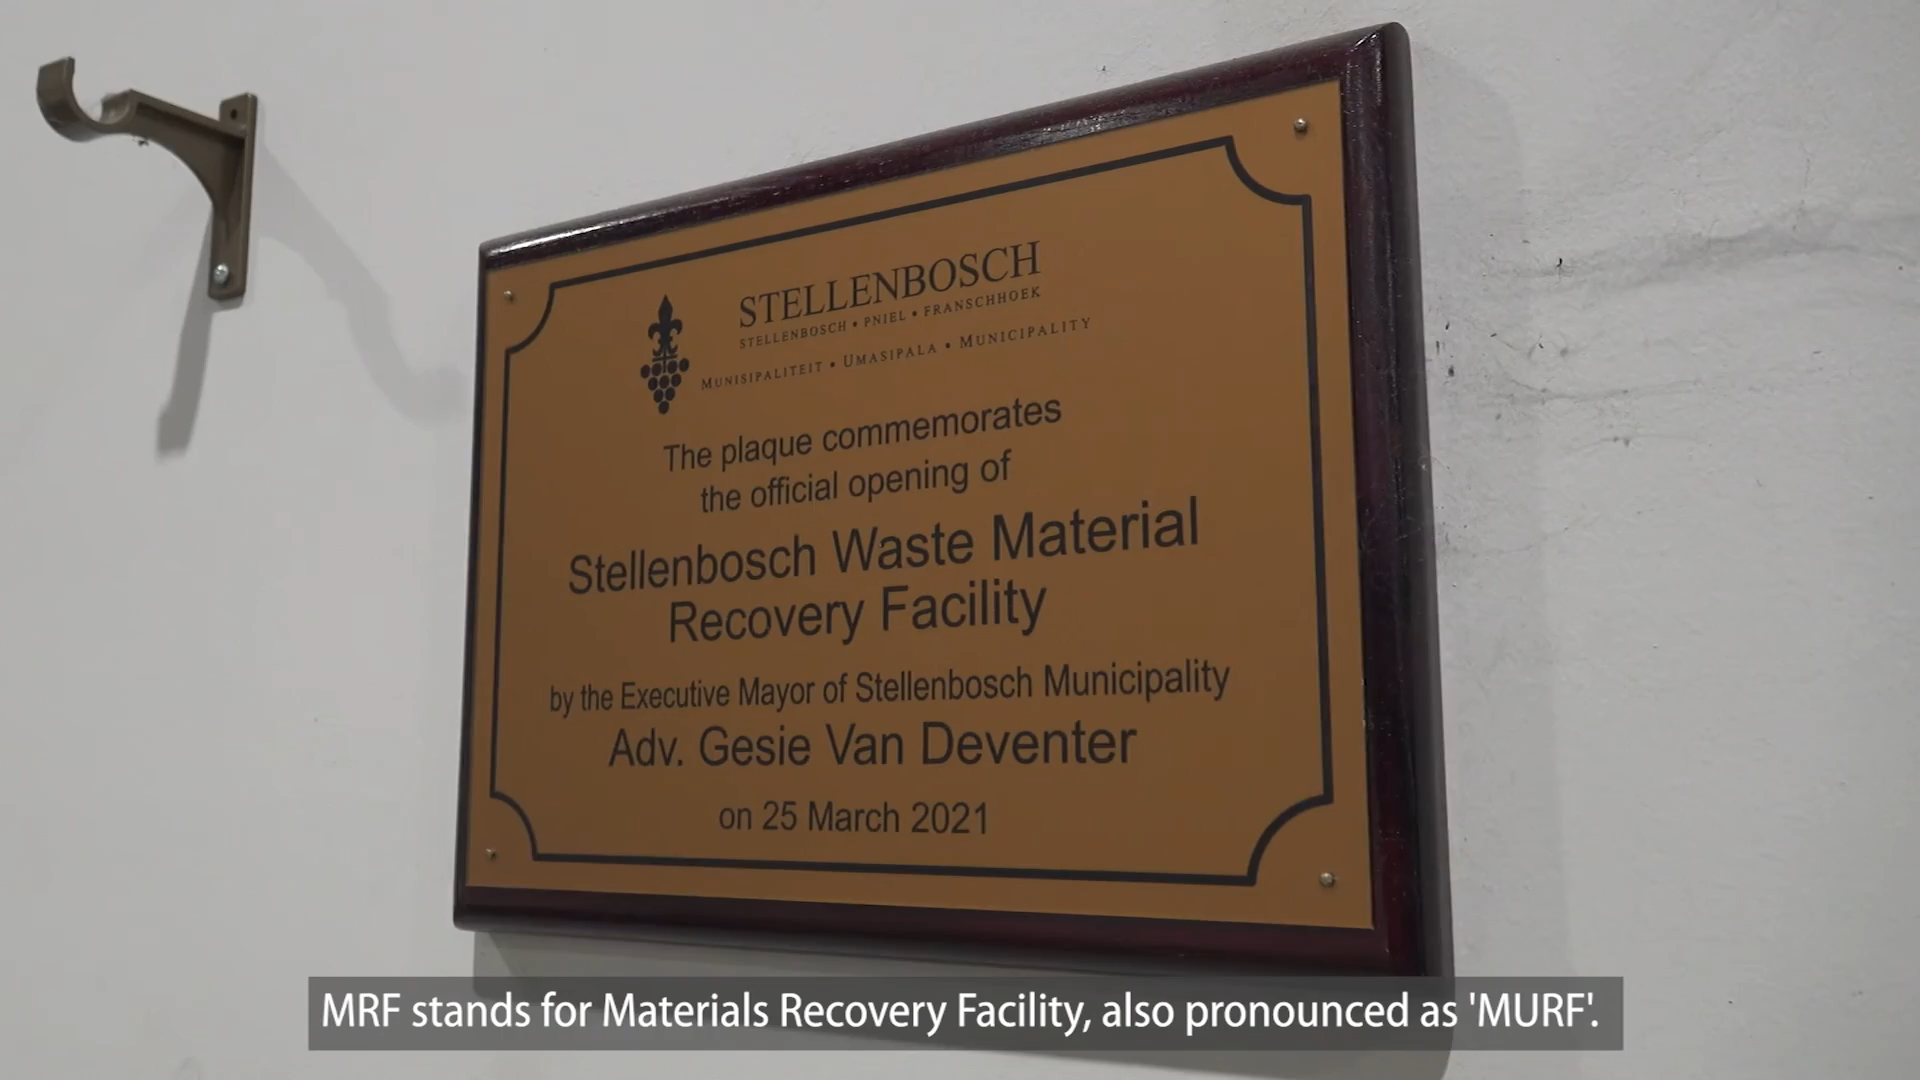 STELLENBOSCH
STELLENBOSCH • PNIEL • FRANSCHHOEK
MUNISIPALITEIT • UMASIPALA • MUNICIPALITY
The plaque commemorates
the official opening of
Stellenbosch Waste Material
Recovery Facility
by the Executive Mayor of Stellenbosch Municipality
Adv. Gesie Van Deventer
on 25 March 2021
MRF stands for Materials Recovery Facility, also pronounced as 'MURF'.